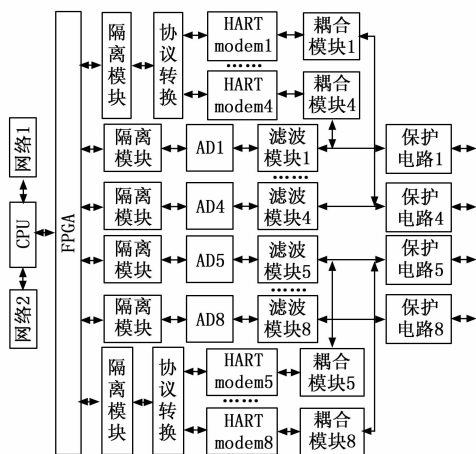 隔离模块
协议转换
HART
modem1
耦合
模块1
……
HART
modem4
耦合
模块4
网络1
CPU
网络2
FPGA
隔离
模块
AD1
滤波
模块1
保护
电路1
……
隔离
模块
AD4
滤波
模块4
保护
电路4
隔离
模块
AD5
滤波
模块5
保护
电路5
……
隔离
模块
AD8
滤波
模块8
保护
电路8
隔离模块
协议转换
HART
modem5
耦合
模块5
……
HART
modem8
耦合
模块8